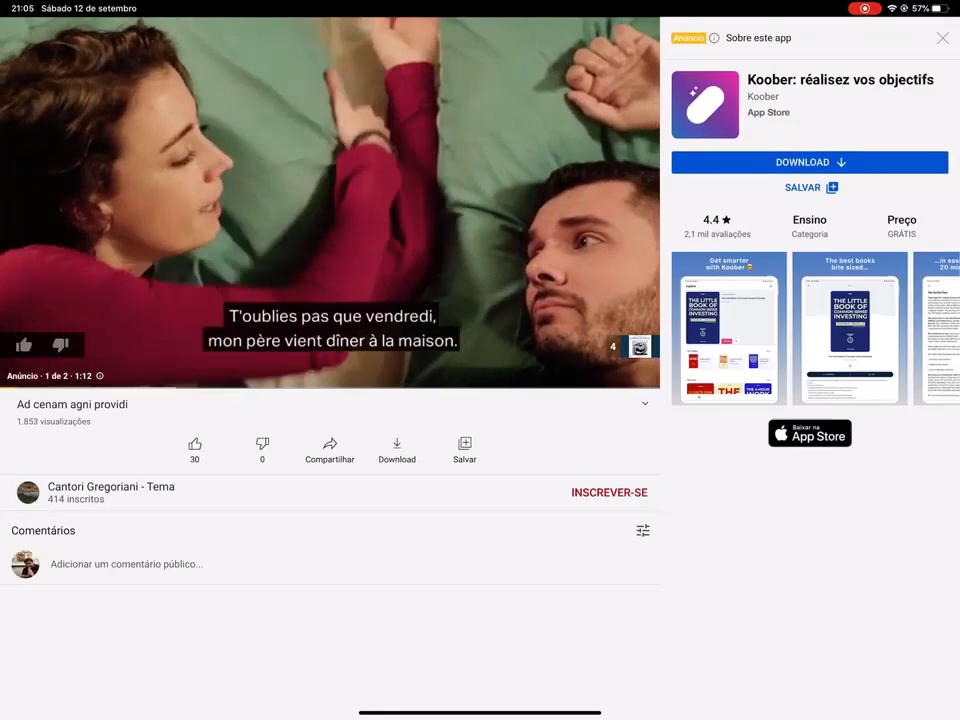 21:05 Sábado 12 de setembro
57%
T'oublies pas que vendredi,
mon père vient dîner à la maison.
4
Anúncio · 1 de 2 · 1:12
Ad cenam agni providi
1.853 visualizações
30
0
Compartilhar
Download
Salvar
Cantori Gregoriani - Tema
414 inscritos
INSCREVER-SE
Comentários
Adicionar um comentário público...
Anúncio
Sobre este app
Koober: réalisez vos objectifs
Koober
App Store
DOWNLOAD
SALVAR
4.4 ★
2,1 mil avaliações
Ensino
Categoria
Preço
GRÁTIS
Get smarter
with Koober
THE LITTLE
BOOK OF
COMMON SENSE
INVESTING
The best books
bite sized...
THE LITTLE
BOOK OF
COMMON SENSE
INVESTING
...in eas
20 mi
Baixar na
App Store